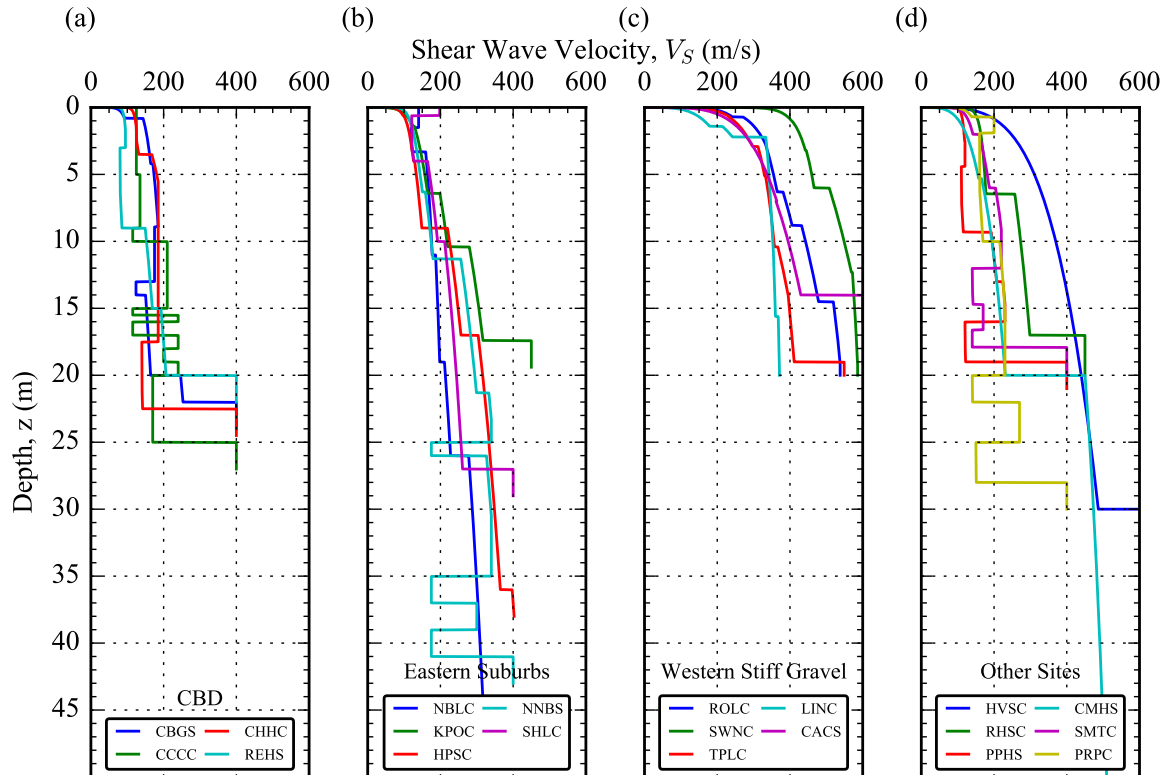 (a) (b) (c) (d)
Shear Wave Velocity, V_S (m/s)
0 200 400 600 0 200 400 600 0 200 400 600 0 200 400 600
0
5
10
15
20
25
30
35
40
45
Depth, z (m)
CBD
CBGS CHHC
CCCC REHS
Eastern Suburbs
NBLC NNBS
KPOC SHLC
HPSC
Western Stiff Gravel
ROLC LINC
SWNC CACS
TPLC
Other Sites
HVSC CMHS
RHSC SMTC
PPHS PRPC